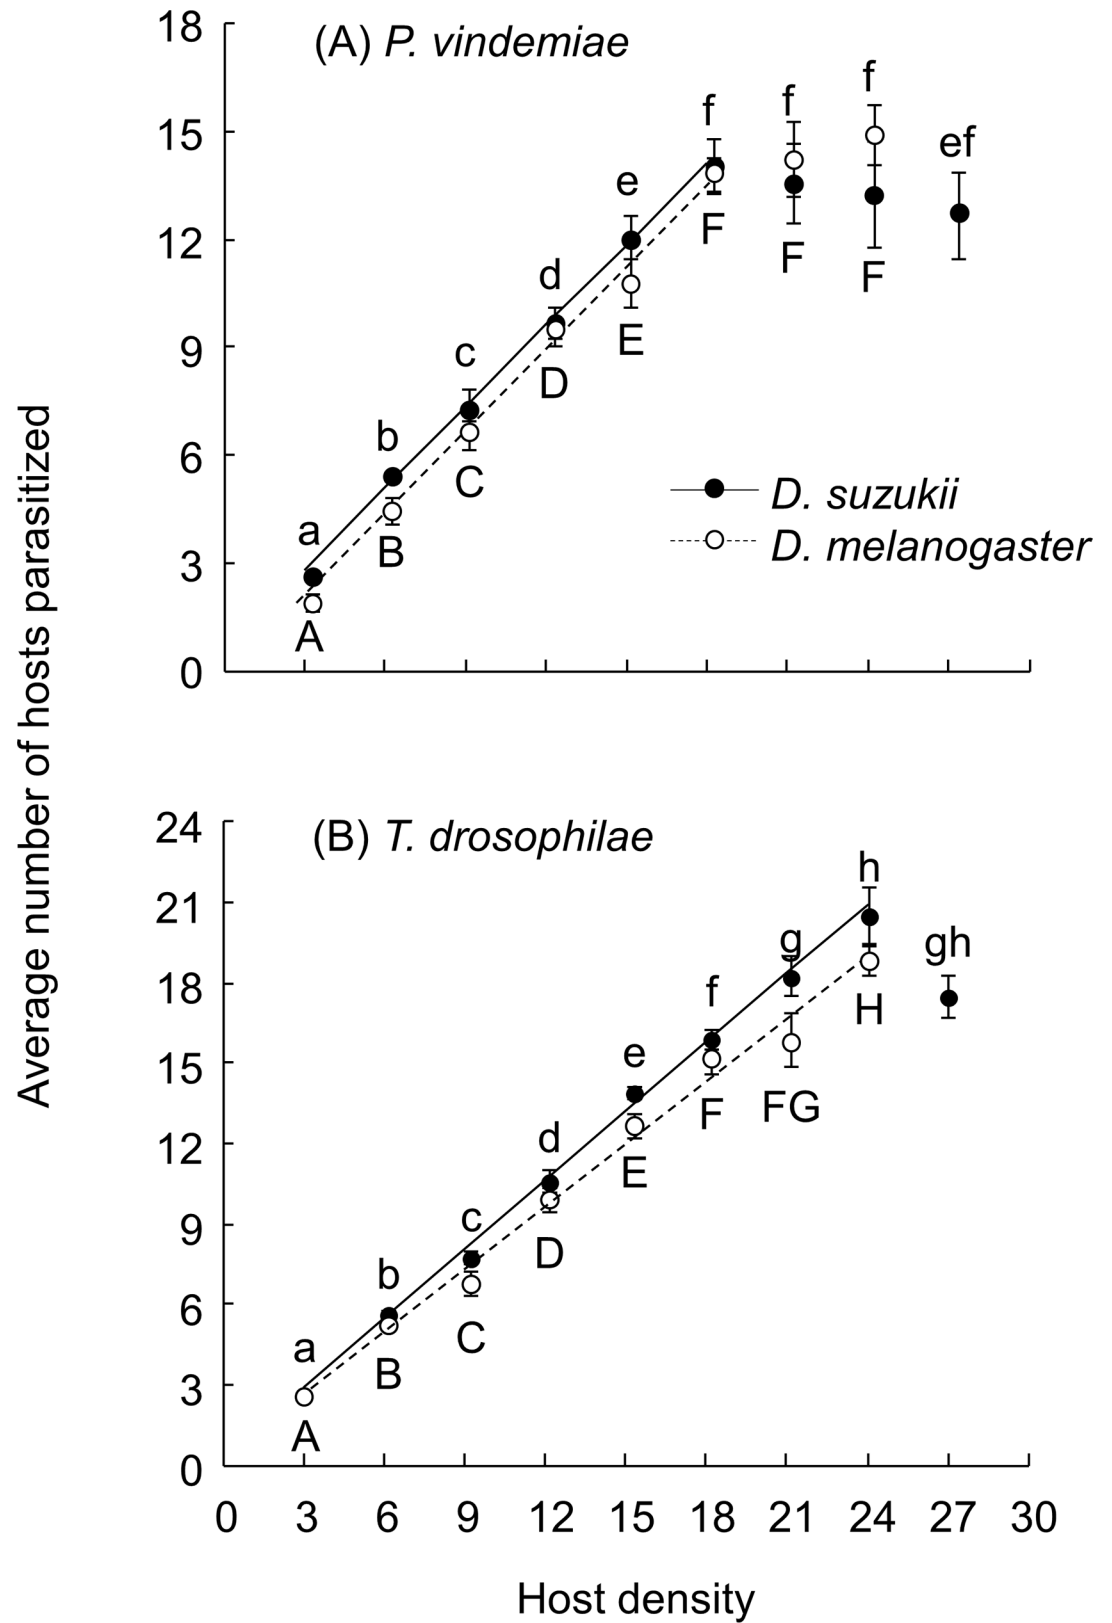 Average number of hosts parasitized
(A) P. vindemiae
18
15
12
9
6
3
0
a
b
c
d
e
f
f
f
ef
A
B
C
D
E
F
F
F
D. suzukii
D. melanogaster
(B) T. drosophilae
24
21
18
15
12
9
6
3
0
a
b
c
d
e
f
g
h
gh
A
B
C
D
E
F
FG
H
0 3 6 9 12 15 18 21 24 27 30
Host density